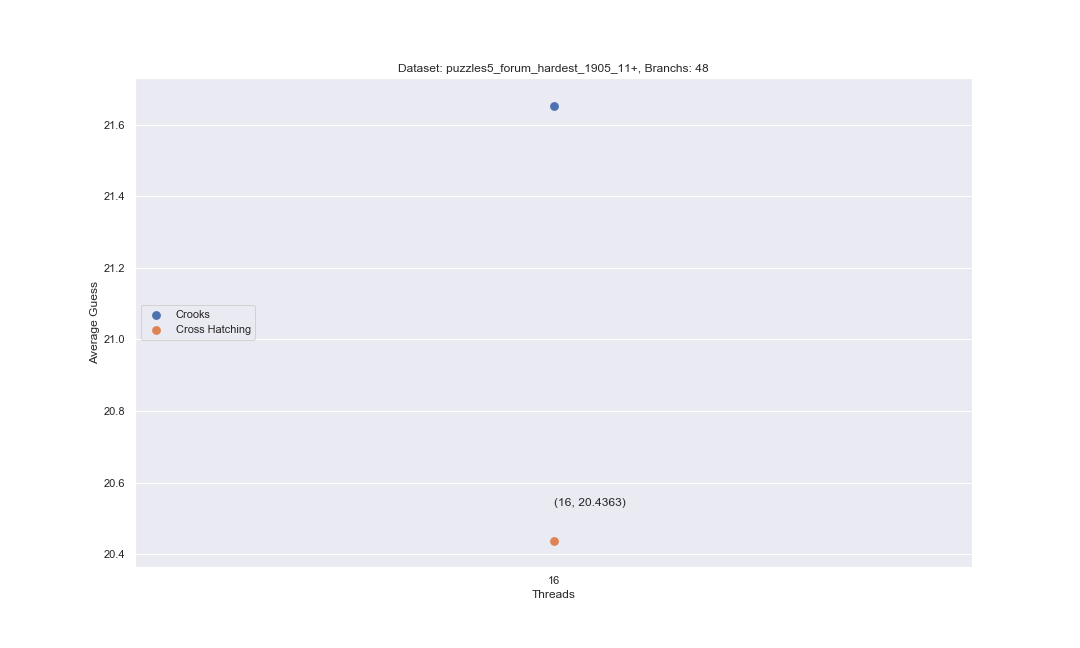 Dataset: puzzles5_forum_hardest_1905_11+, Branchs: 48
21.6
21.4
21.2
21.0
20.8
20.6
20.4
Average Guess
Crooks
Cross Hatching
(16, 20.4363)
16
Threads